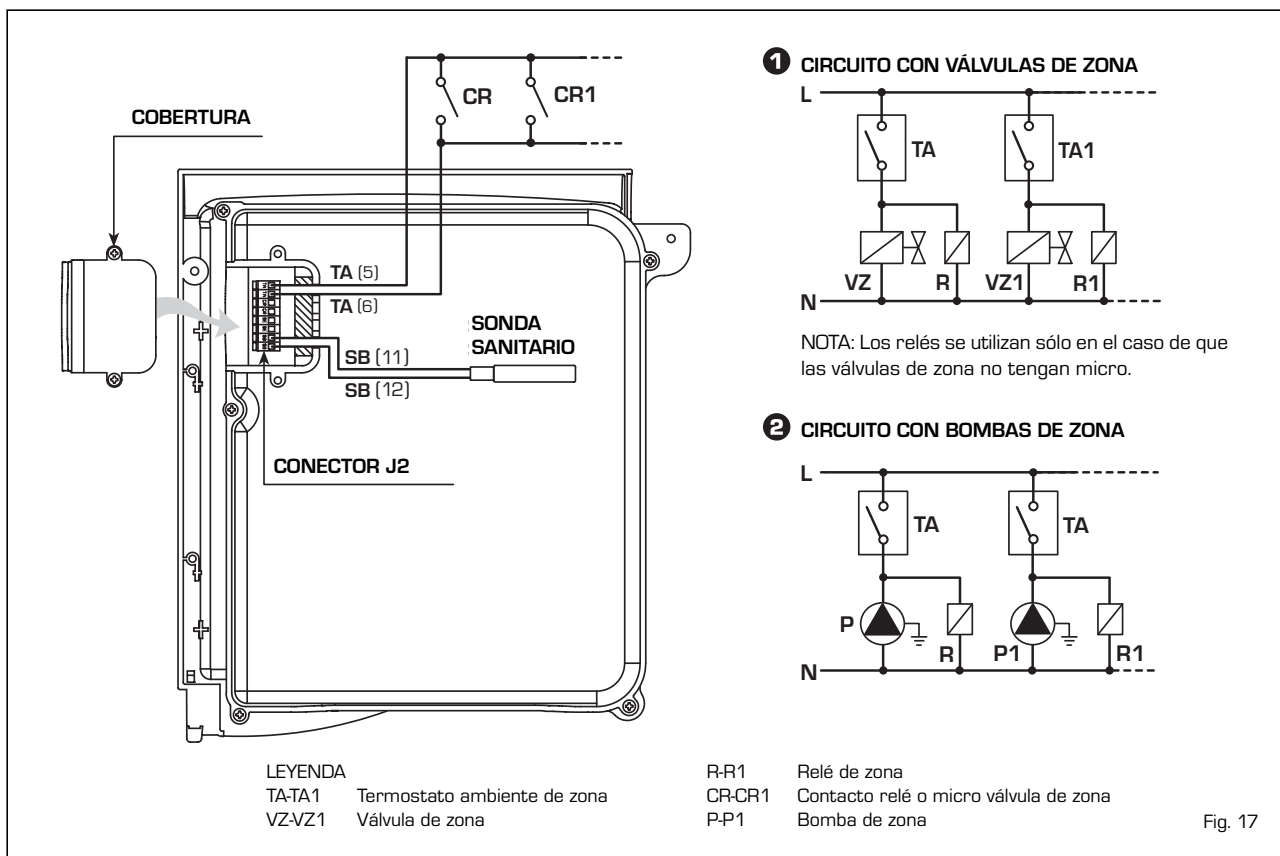 COBERTURA
CR
CR1
TA (5)
TA (6)
SONDA
SANITARIO
SB (11)
SB (12)
CONECTOR J2
1 CIRCUITO CON VÁLVULAS DE ZONA
L
TA
TA1
VZ
R
VZ1
R1
N
NOTA: Los relés se utilizan sólo en el caso de que
las válvulas de zona no tengan micro.
2 CIRCUITO CON BOMBAS DE ZONA
L
TA
TA
P
R
P1
R1
N
LEYENDA
TA-TA1 Termostato ambiente de zona
VZ-VZ1 Válvula de zona
R-R1 Relé de zona
CR-CR1 Contacto relé o micro válvula de zona
P-P1 Bomba de zona
Fig. 17